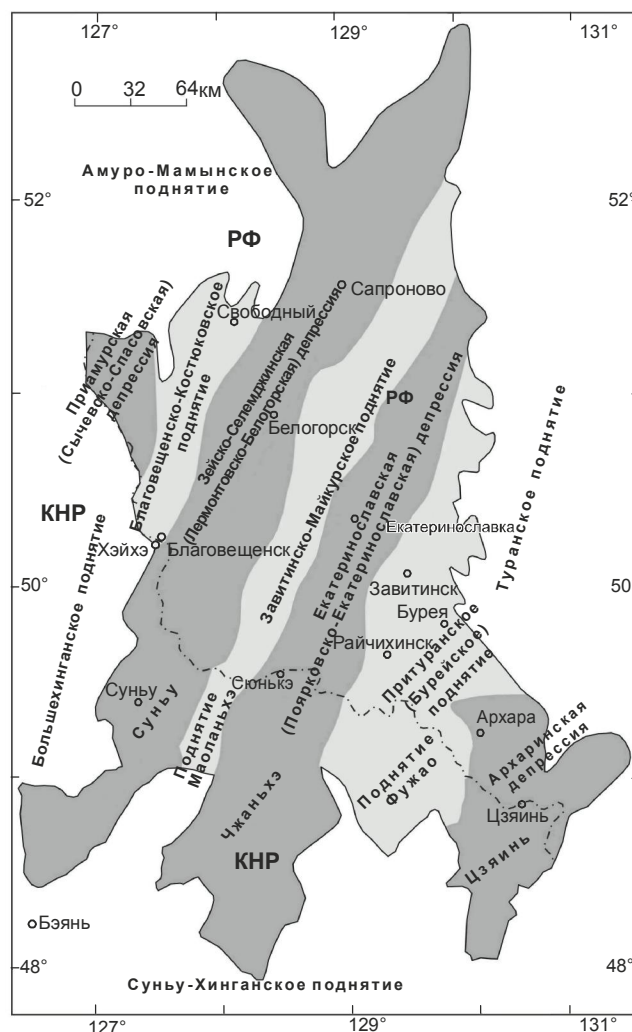 127°
129°
131°
0 32 64км
Амуро-Мамынское
поднятие
52°
52°
РФ
Сапроново
Свободный
Приамурская
(Сычевско-Спасовская)
депрессия
Благовещенско-Костюковское
поднятие
Зейско-Селемджинская
(Лермонтовско-Белогорская) депрессия
РФ
Белогорск
Завитинско-Майкурское поднятие
Екатеринославская
(Поярковско-Екатеринославская) депрессия
Туранское поднятие
КНР
Екатеринославка
Хэйхэ
Благовещенск
50°
50
Завитинск
Бурея
Большехинганское поднятие
Райчихинск
Притуранское
(Бурейское)
поднятие
Суньу
Суньу
Сюнькэ
Поднятие
Маоланьхэ
Архара
Архаринская
депрессия
Чжаньхэ
Поднятие
Фужао
Цзяинь
Цзяинь
КНР
Бэянь
48°
48°
Суньу-Хинганское поднятие
127°
129°
131°